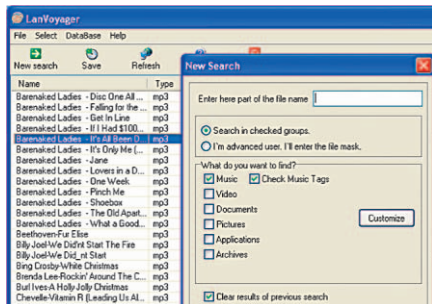 LanVoyager
File Select DataBase Help
New search Save Refresh
Name Type
Barenaked Ladies - Disc One All ... mp3
Barenaked Ladies - Falling for the ... mp3
Barenaked Ladies - Get In Line mp3
Barenaked Ladies - If I Had $100... mp3
Barenaked Ladies - It's All Been D... mp3
Barenaked Ladies - It's Only Me (... mp3
Barenaked Ladies - Jane mp3
Barenaked Ladies - Lovers in a D... mp3
Barenaked Ladies - One Week mp3
Barenaked Ladies - Pinch Me mp3
Barenaked Ladies - Shoebox mp3
Barenaked Ladies - The Old Apart... mp3
Barenaked Ladies - What a Good... mp3
Beethoven-Fur Elise mp3
Billy Joel-We Did'nt Start The Fire mp3
Billy Joel-We Did_nt Start mp3
Bing Crosby-White Christmas mp3
Brenda Lee-Rockin' Around The C... mp3
Burl Ives-A Holly Jolly Christmas mp3
Chevelle-Vitamin R (Leading Us Al... mp3
New Search
Enter here part of the file name
Search in checked groups.
I'm advanced user. I'll enter the file mask.
What do you want to find?
Music Check Music Tags
Video
Documents
Pictures
Customize
Applications
Archives
Clear results of previous search